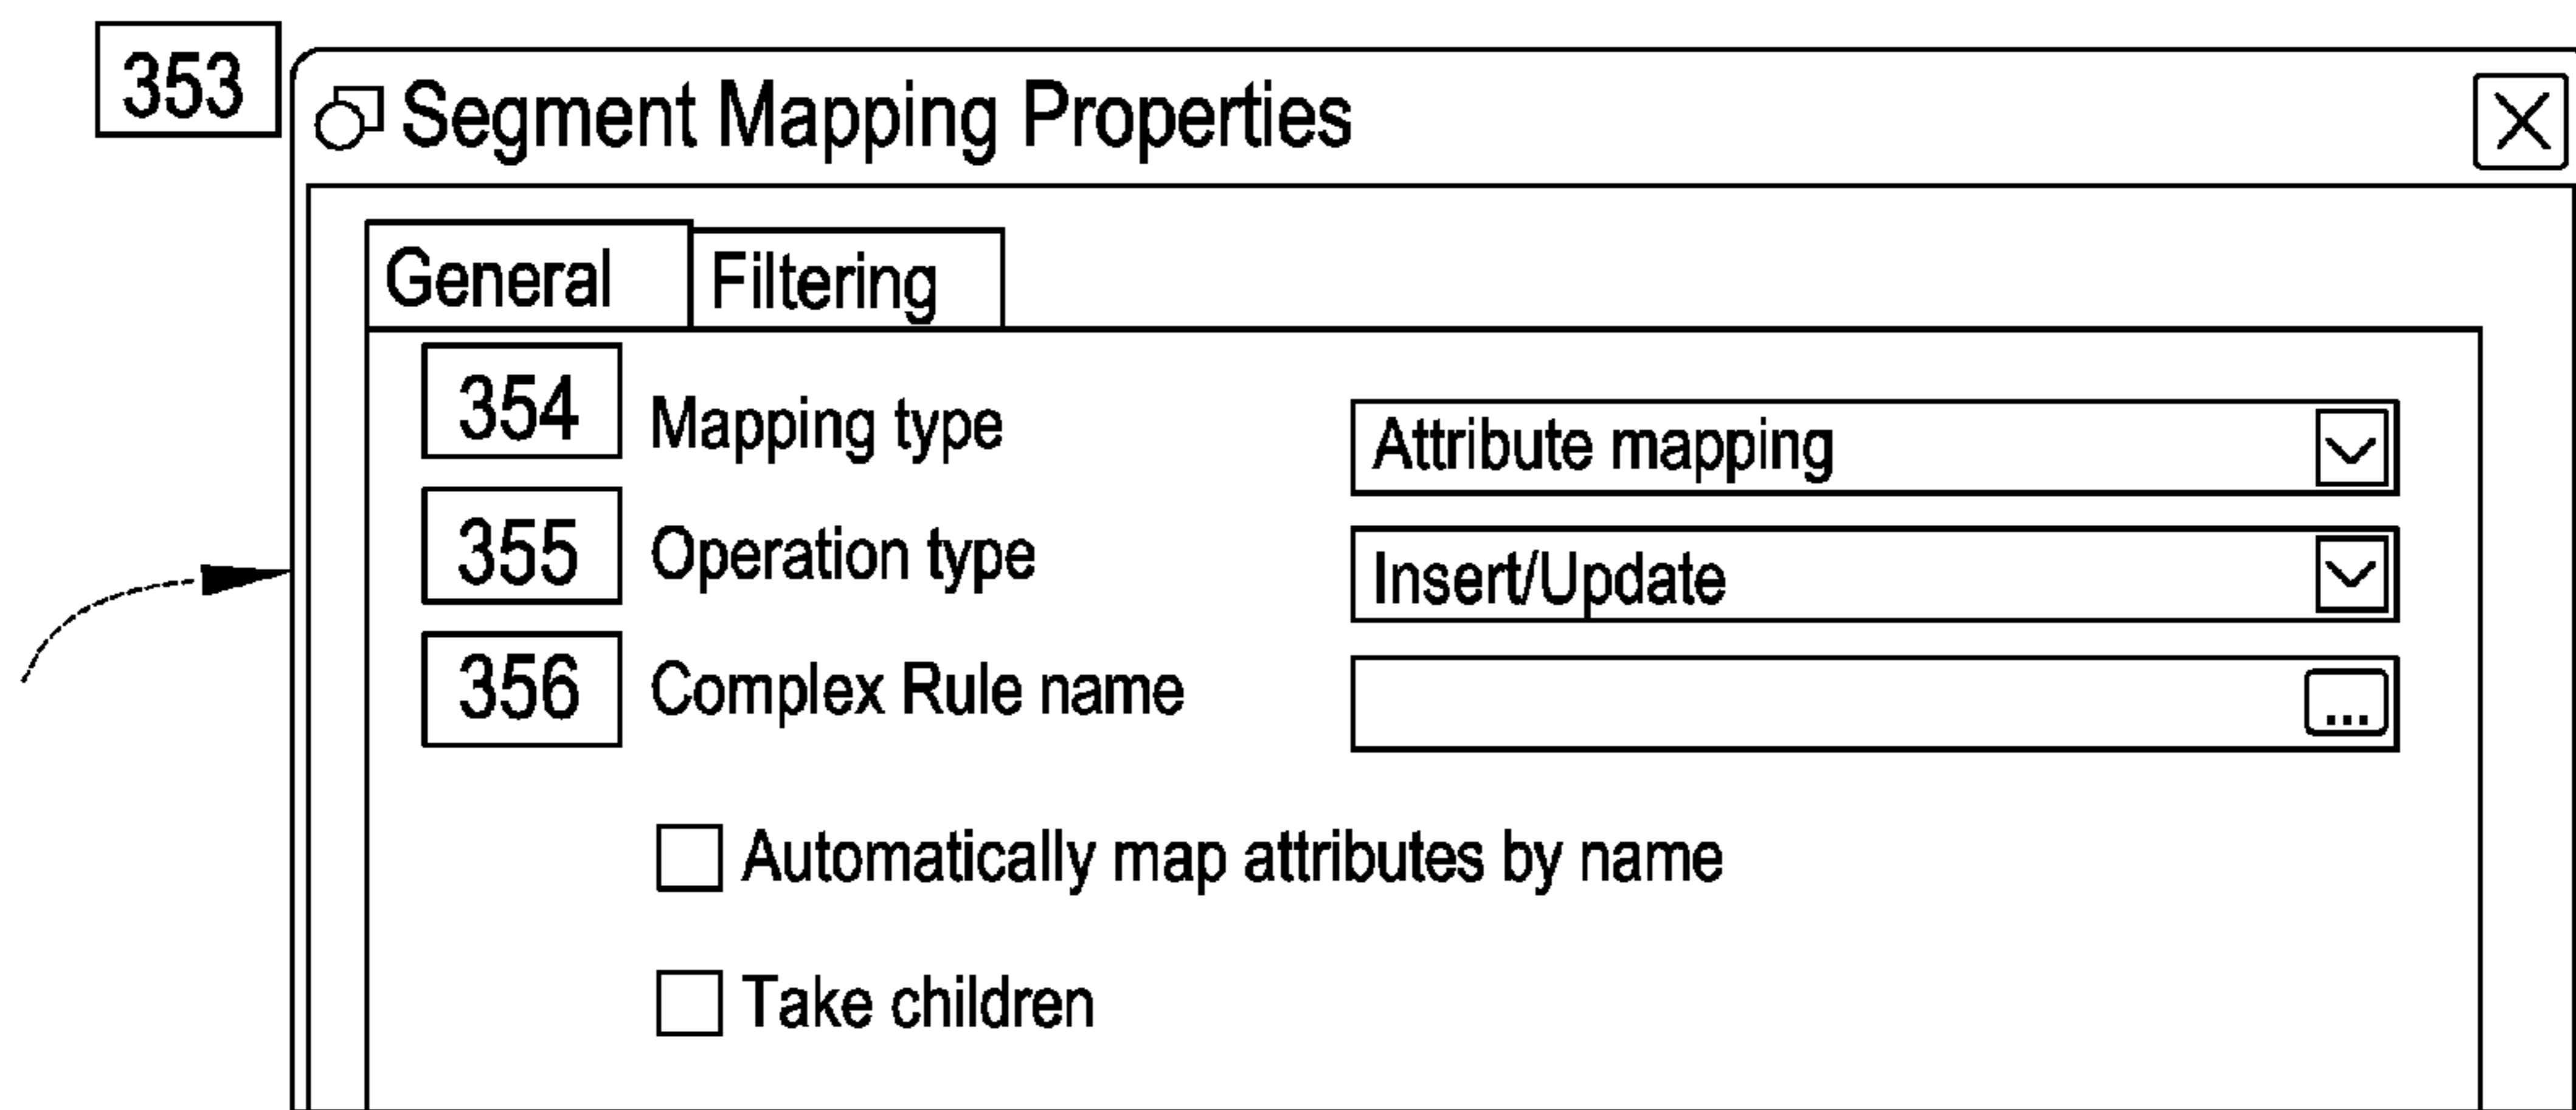 353
Segment Mapping Properties
General Filtering
354 Mapping type Attribute mapping
355 Operation type Insert/Update
356 Complex Rule name ...
Automatically map attributes by name
Take children